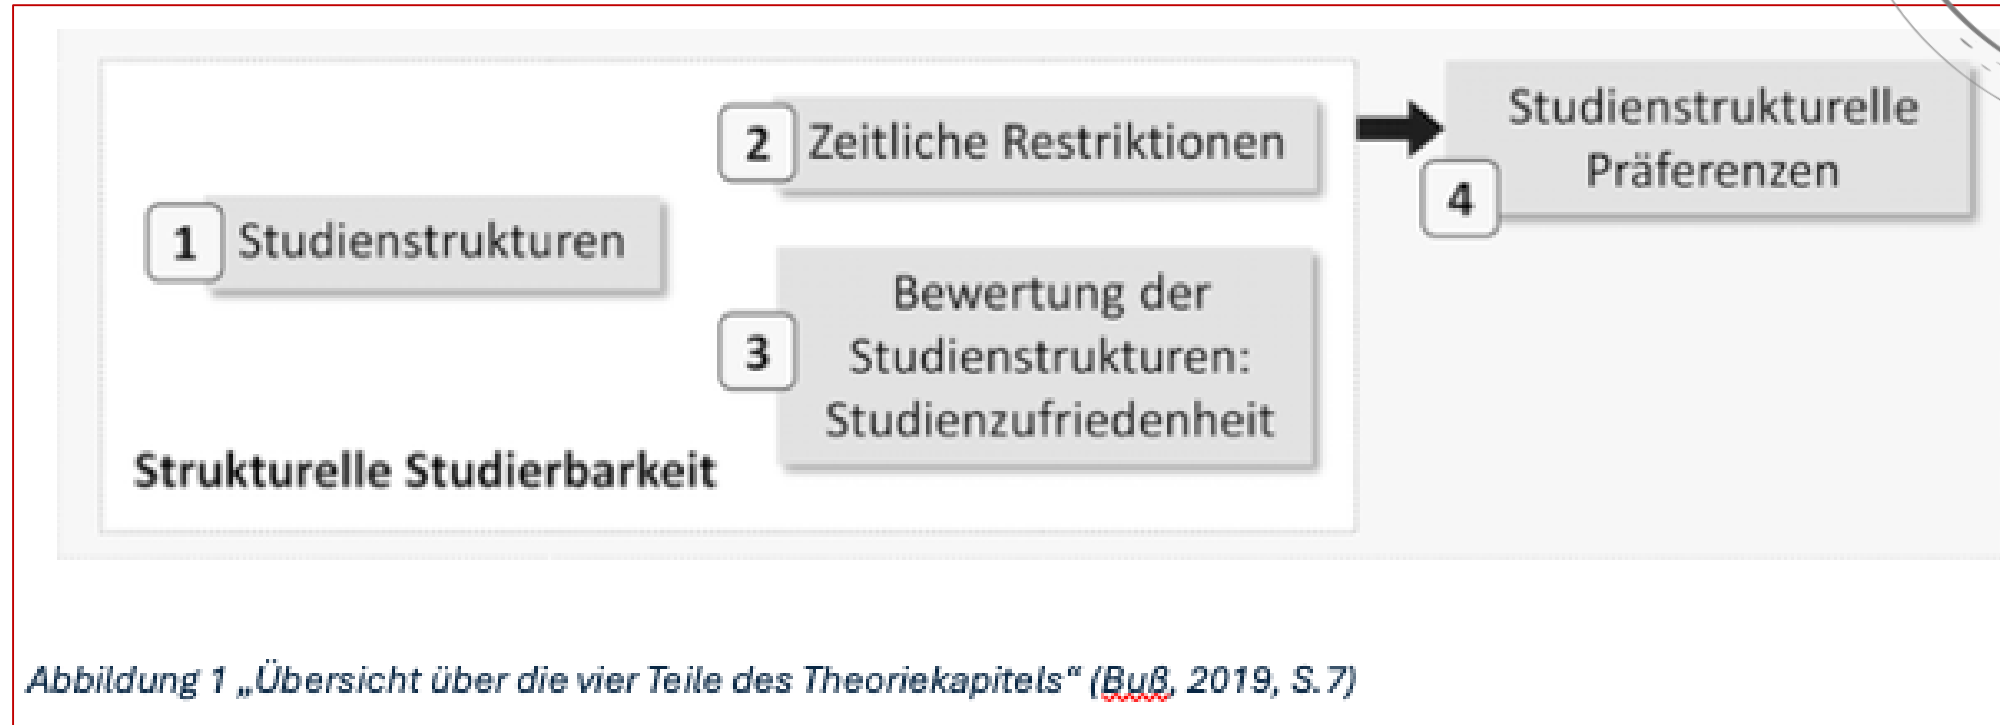 1 Studienstrukturen
2 Zeitliche Restriktionen
3 Bewertung der
Studienstrukturen:
Studienzufriedenheit
Strukturelle Studierbarkeit
4 Studienstrukturelle
Präferenzen
Abbildung 1 „Übersicht über die vier Teile des Theoriekapitels“ (Buß, 2019, S.7)